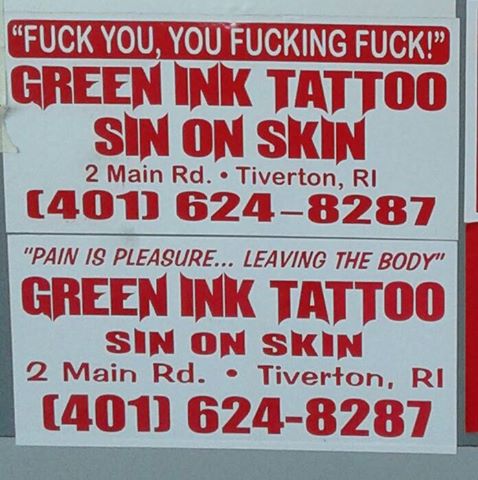 "FUCK YOU, YOU FUCKING FUCK!"
GREEN INK TATTOO
SIN ON SKIN
2 Main Rd. • Tiverton, RI
(401) 624-8287
"PAIN IS PLEASURE... LEAVING THE BODY"
GREEN INK TATTOO
SIN ON SKIN
2 Main Rd. • Tiverton, RI
(401) 624-8287